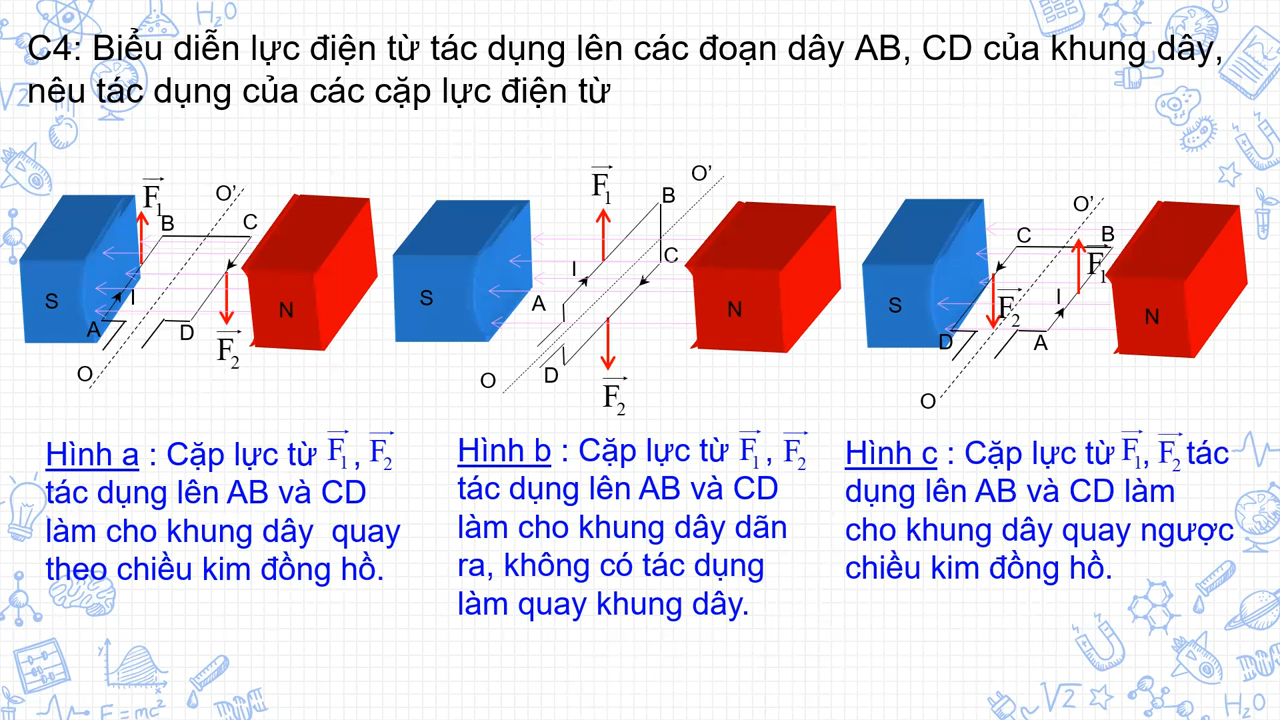 H₂O
C4: Biểu diễn lực điện từ tác dụng lên các đoạn dây AB, CD của khung dây,
nêu tác dụng của các cặp lực điện từ
√2
F₁
B
O'
C
S
I
N
A
D
F₂
O
F₁
O'
B
C
I
S
A
N
D
O
F₂
O'
C
B
F₁
S
I
F₂
N
D
A
O
Hình a : Cặp lực từ F₁ , F₂
tác dụng lên AB và CD
làm cho khung dây quay
theo chiều kim đồng hồ.
Hình b : Cặp lực từ F₁ , F₂
tác dụng lên AB và CD
làm cho khung dây dãn
ra, không có tác dụng
làm quay khung dây.
Hình c : Cặp lực từ F₁, F₂ tác
dụng lên AB và CD làm
cho khung dây quay ngược
chiều kim đồng hồ.
E=mc²
√2
H₂O